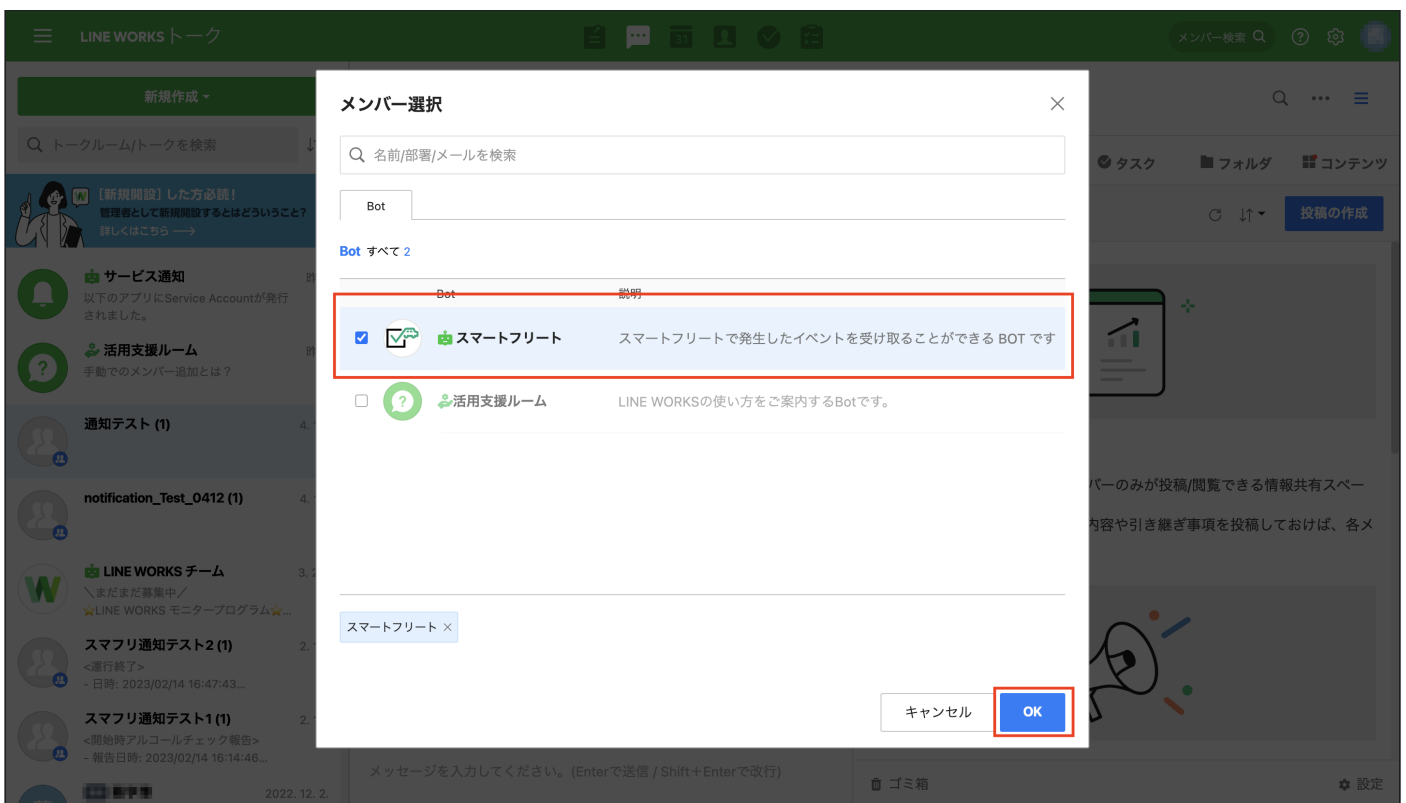 LINE WORKSトーク
31
メンバー検索
新規作成
トークルーム/トークを検索
[新規開設] した方必読!
管理者として新規開設するとはどういうこと?
詳しくはこちら
サービス通知
昨
以下のアプリにService Accountが発行
されました。
活用支援ルーム
昨
手動でのメンバー追加とは?
通知テスト (1)
4.
notification_Test_0412 (1)
4.
LINE WORKS チーム
3. 2
＼まだまだ募集中／
LINE WORKS モニタープログラム
...
スマフリ通知テスト2 (1)
2.
<運行終了>
- 日時: 2023/02/14 16:47:43...
スマフリ通知テスト1 (1)
2.
<開始時アルコールチェック報告>
- 報告日時: 2023/02/14 16:14:46...
2022. 12. 2.
メンバー選択
名前/部署/メールを検索
Bot
Bot すべて 2
Bot 説明
スマートフリート スマートフリートで発生したイベントを受け取ることができる BOT です
活用支援ルーム LINE WORKSの使い方をご案内するBotです。
スマートフリート
キャンセル
OK
タスク
フォルダ
コンテンツ
投稿の作成
バーのみが投稿/閲覧できる情報共有スペー
内容や引き継ぎ事項を投稿しておけば、各メ
メッセージを入力してください。(Enterで送信 / Shift＋Enterで改行)
ゴミ箱
設定